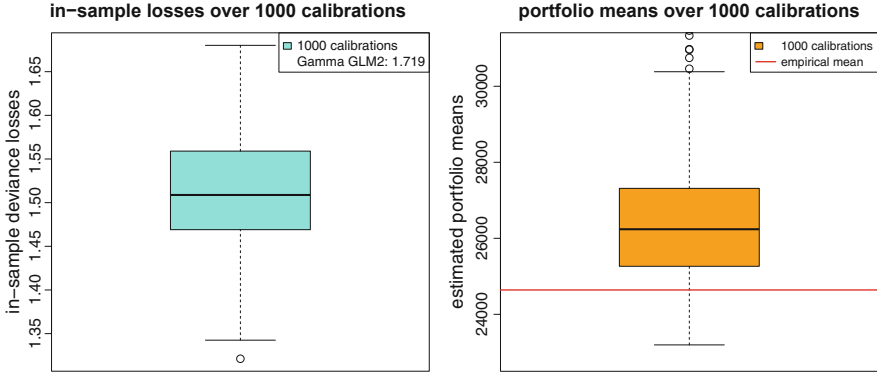 in−sample losses over 1000 calibrations
1000 calibrations
Gamma GLM2: 1.719
in−sample deviance losses
1.65
1.60
1.55
1.50
1.45
1.40
1.35
portfolio means over 1000 calibrations
1000 calibrations
empirical mean
estimated portfolio means
30000
28000
26000
24000